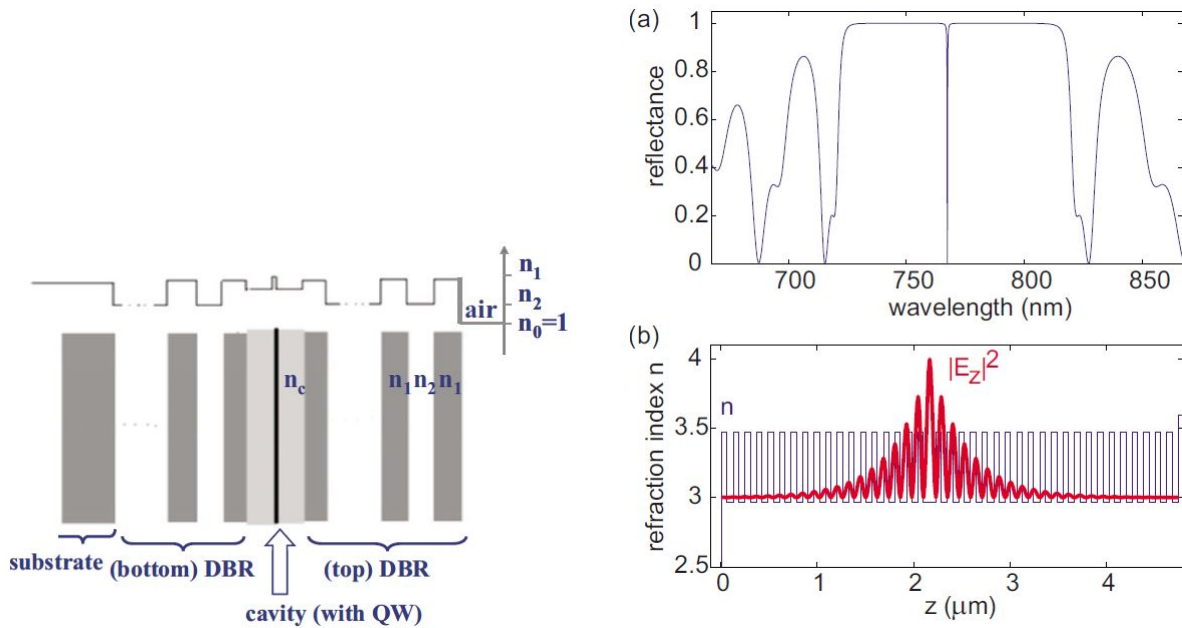 n1
n2
air
n0=1
nc
n1 n2 n1
substrate
(bottom) DBR
(top) DBR
cavity (with QW)
(a)
reflectance
1
0.8
0.6
0.4
0.2
0
700
750
800
850
wavelength (nm)
(b)
refraction index n
4
3.5
3
2.5
n
|Ez|2
0
1
2
3
4
z (μm)